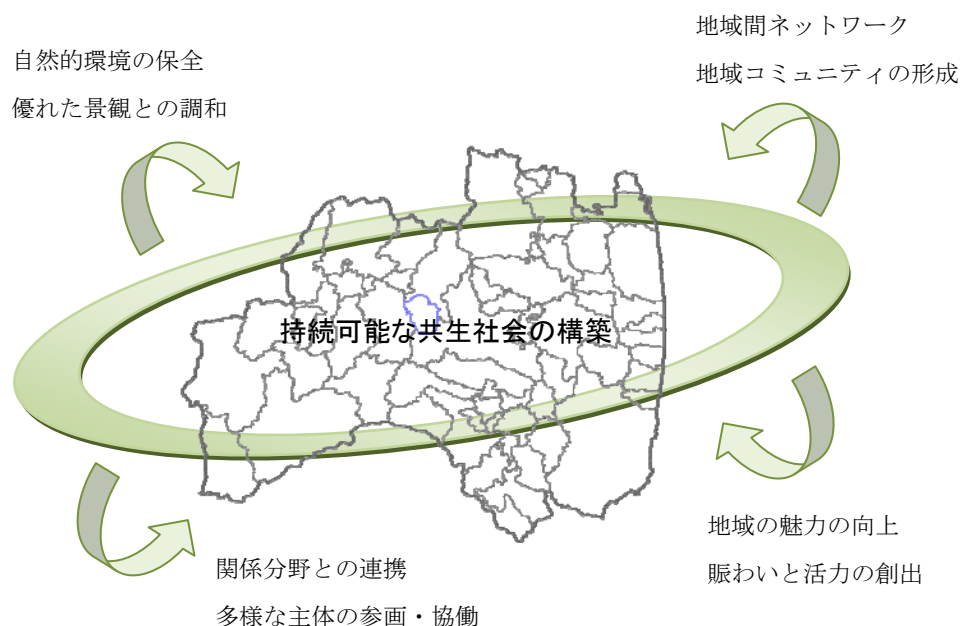 自然的環境の保全
優れた景観との調和
地域間ネットワーク
地域コミュニティの形成
持続可能な共生社会の構築
関係分野との連携
多様な主体の参画・協働
地域の魅力の向上
賑わいと活力の創出